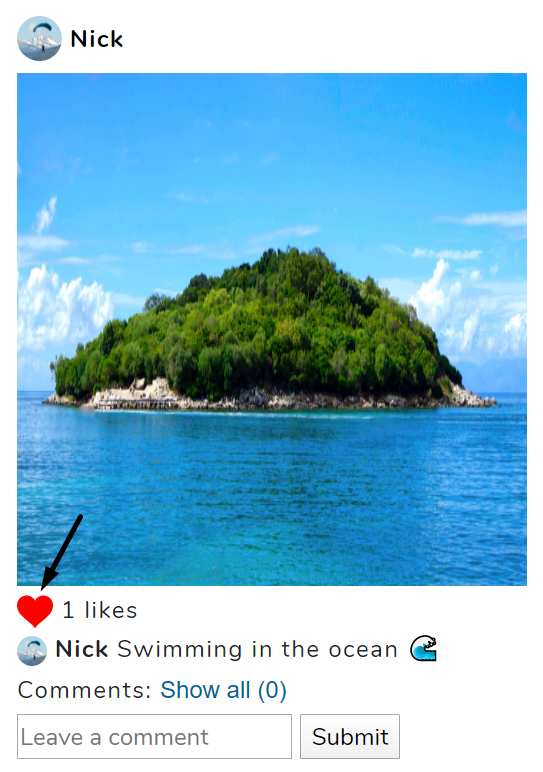 Nick
1 likes
Nick Swimming in the ocean 🌊
Comments: Show all (0)
Leave a comment
Submit